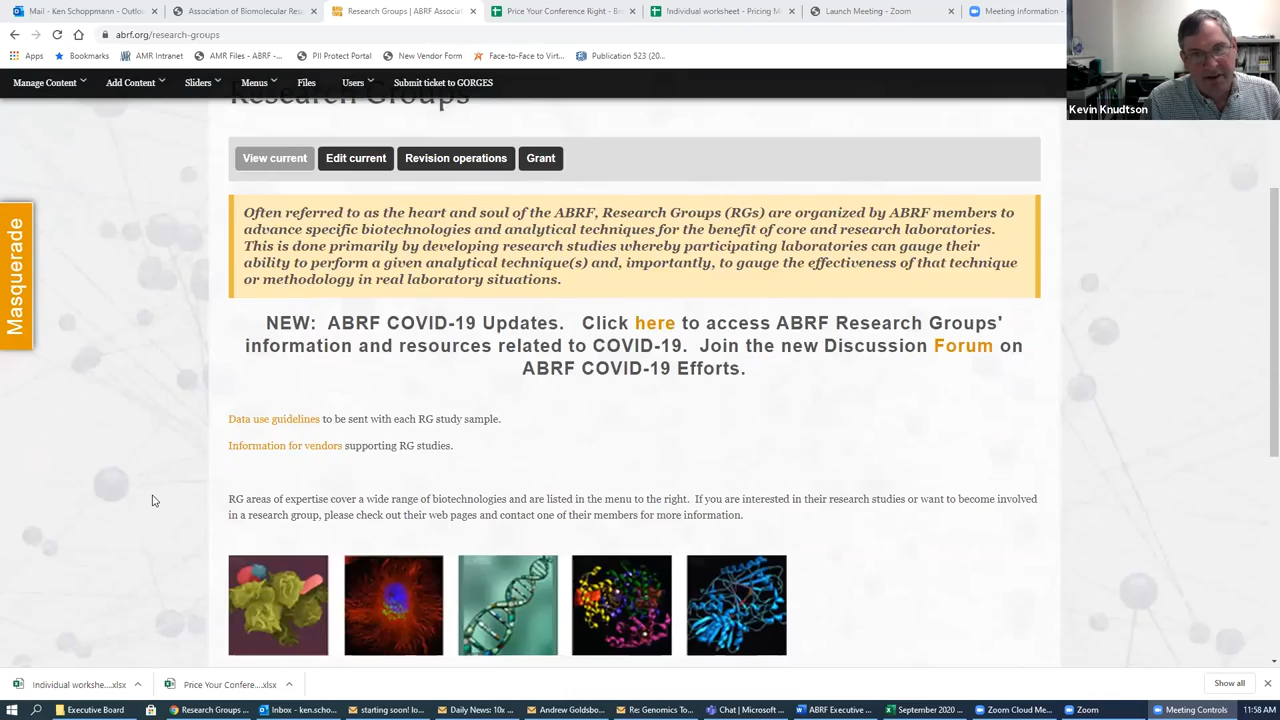 Mail - Ken Schoppmann - Outlo
Association of Biomolecular Res
Research Groups | ABRF Associat
Price Your Conference Right - Br
Individual worksheet - Pricing M
Launch Meeting - Zoom
Meeting information -
abrf.org/research-groups
Apps
Bookmarks
AMR Intranet
AMR Files - ABRF -...
PII Protect Portal
New Vendor Form
Face-to-Face to Virt...
Publication 523 (20...
Manage Content
Add Content
Sliders
Menus
Files
Users
Submit ticket to GORGES
Kevin Knudtson
Research Groups
View current
Edit current
Revision operations
Grant
Masquerade
Often referred to as the heart and soul of the ABRF, Research Groups (RGs) are organized by ABRF members to
advance specific biotechnologies and analytical techniques for the benefit of core and research laboratories.
This is done primarily by developing research studies whereby participating laboratories can gauge their
ability to perform a given analytical technique(s) and, importantly, to gauge the effectiveness of that technique
or methodology in real laboratory situations.
NEW: ABRF COVID-19 Updates. Click here to access ABRF Research Groups'
information and resources related to COVID-19. Join the new Discussion Forum on
ABRF COVID-19 Efforts.
Data use guidelines to be sent with each RG study sample.
Information for vendors supporting RG studies.
RG areas of expertise cover a wide range of biotechnologies and are listed in the menu to the right. If you are interested in their research studies or want to become involved
in a research group, please check out their web pages and contact one of their members for more information.
Individual workshe....xlsx
Price Your Confere....xlsx
Show all
Executive Board
Research Groups ...
Inbox - ken.scho...
starting soon! lo...
Daily News: 10x ...
Andrew Goldsbo...
Re: Genomics To...
Chat | Microsoft ...
ABRF Executive ...
September 2020 ...
Zoom Cloud Me...
Zoom
Meeting Controls
11:58 AM